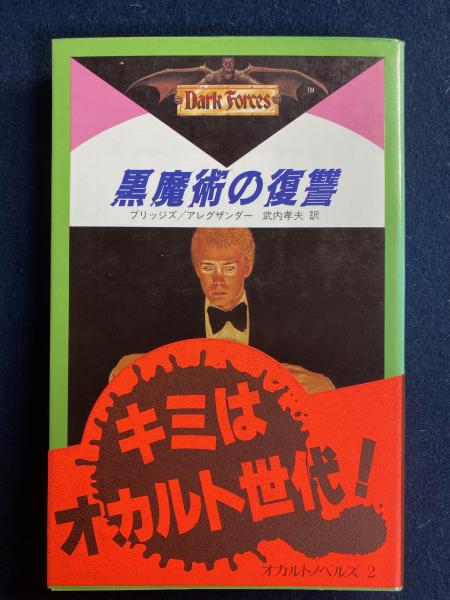 Dark Forces
TM
黒魔術の復讐
ブリッジズ/アレグザンダー 武内孝夫 訳
キミは
オカルト世代!
オカルトノベルズ 2